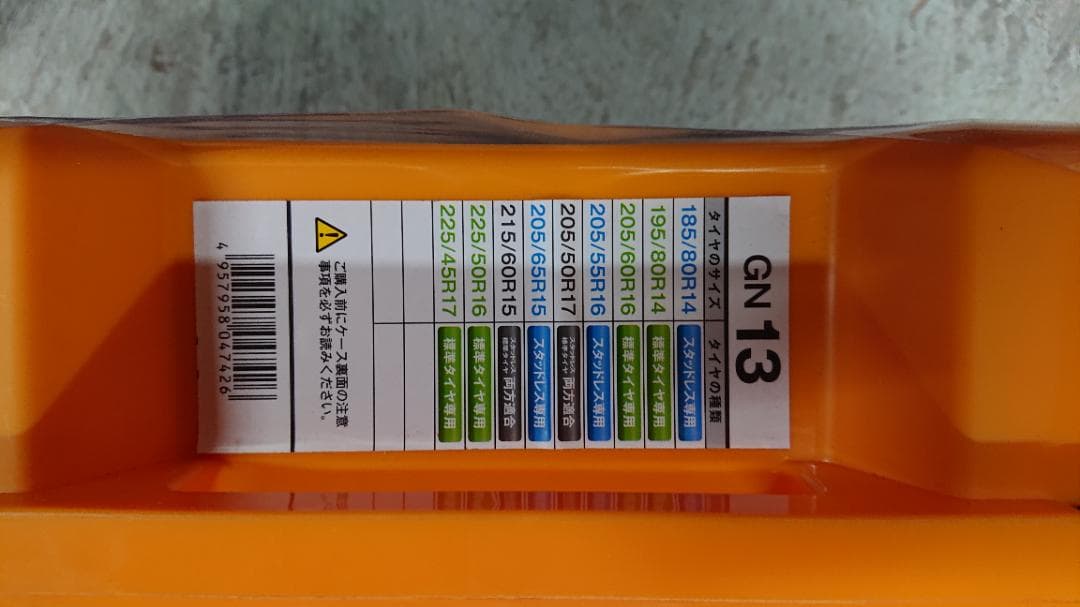 GN 13
タイヤのサイズ タイヤの種類
185/80R14 スタッドレス専用
195/80R14 標準タイヤ専用
205/60R16 標準タイヤ専用
205/55R16 スタッドレス専用
205/50R17 スタッドレス 標準タイヤ 両方適合
205/65R15 スタッドレス専用
215/60R15 スタッドレス 標準タイヤ 両方適合
225/50R16 標準タイヤ専用
225/45R17 標準タイヤ専用
ご購入前にケース裏面の注意
事項を必ずお読みください。
4 957958 047426